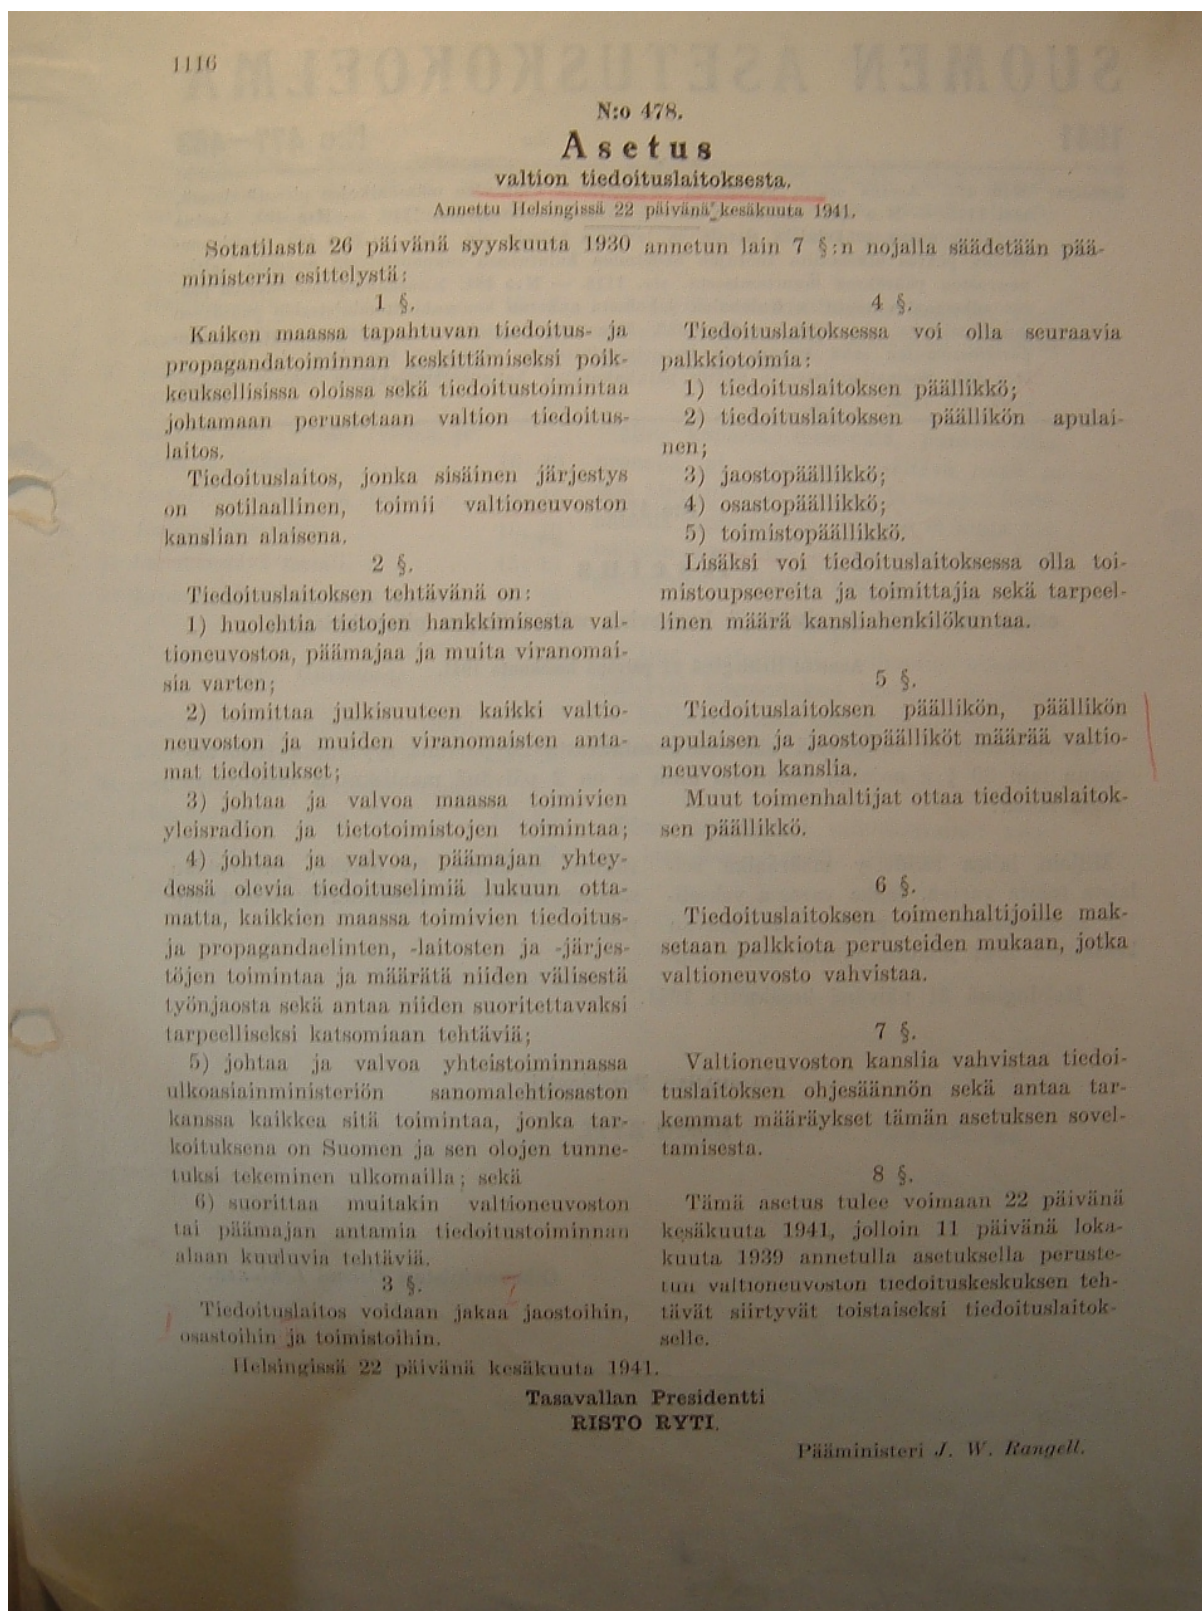 1116
N:o 478.
Asetus
valtion tiedoituslaitoksesta.
Annettu Helsingissä 22 päivänä kesäkuuta 1941.
Sotatilasta 26 päivänä syyskuuta 1930 annetun lain 7 §:n nojalla säädetään pää-
ministerin esittelystä:
1 §.
Kaiken maassa tapahtuvan tiedoitus- ja
propagandatoiminnan keskittämiseksi poik-
keuksellisissa oloissa sekä tiedoitustoimintaa
johtamaan perustetaan valtion tiedoitus-
laitos.
Tiedoituslaitos, jonka sisäinen järjestys
on sotilaallinen, toimii valtioneuvoston
kanslian alaisena.
2 §.
Tiedoituslaitoksen tehtävänä on:
1) huolehtia tietojen hankkimisesta val-
tioneuvostoa, päämajaa ja muita viranomai-
sia varten;
2) toimittaa julkisuuteen kaikki valtio-
neuvoston ja muiden viranomaisten anta-
mat tiedoitukset;
3) johtaa ja valvoa maassa toimivien
yleisradion ja tietotoimistojen toimintaa;
4) johtaa ja valvoa, päämajan yhtey-
dessä olevia tiedoituselimiä lukuun otta-
matta, kaikkien maassa toimivien tiedoitus-
ja propagandaelinten, -laitosten ja -järjes-
töjen toimintaa ja määrätä niiden välisestä
työnjaosta sekä antaa niiden suoritettavaksi
tarpeelliseksi katsomiaan tehtäviä;
5) johtaa ja valvoa yhteistoiminnassa
ulkoasiainministeriön sanomalehtiosaston
kanssa kaikkea sitä toimintaa, jonka tar-
koituksena on Suomen ja sen olojen tunne-
tuksi tekeminen ulkomailla; sekä
6) suorittaa muitakin valtioneuvoston
tai päämajan antamia tiedoitustoiminnan
alaan kuuluvia tehtäviä.
3 §.
Tiedoituslaitos voidaan jakaa jaostoihin,
osastoihin ja toimistoihin.
4 §.
Tiedoituslaitoksessa voi olla seuraavia
palkkiotoimia:
1) tiedoituslaitoksen päällikkö;
2) tiedoituslaitoksen päällikön apulai-
nen;
3) jaostopäällikkö;
4) osastopäällikkö;
5) toimistopäällikkö.
Lisäksi voi tiedoituslaitoksessa olla toi-
mistoupseereita ja toimittajia sekä tarpeel-
linen määrä kansliahenkilökuntaa.
5 §.
Tiedoituslaitoksen päällikön, päällikön
apulaisen ja jaostopäälliköt määrää valtio-
neuvoston kanslia.
Muut toimenhaltijat ottaa tiedoituslaitok-
sen päällikkö.
6 §.
Tiedoituslaitoksen toimenhaltijoille mak-
setaan palkkiota perusteiden mukaan, jotka
valtioneuvosto vahvistaa.
7 §.
Valtioneuvoston kanslia vahvistaa tiedoi-
tuslaitoksen ohjesäännön sekä antaa tar-
kemmat määräykset tämän asetuksen sovel-
tamisesta.
8 §.
Tämä asetus tulee voimaan 22 päivänä
kesäkuuta 1941, jolloin 11 päivänä loka-
kuuta 1939 annetulla asetuksella peruste-
tun valtioneuvoston tiedoituskeskuksen teh-
tävät siirtyvät toistaiseksi tiedoituslaitok-
selle.
Helsingissä 22 päivänä kesäkuuta 1941.
Tasavallan Presidentti
RISTO RYTI.
Pääministeri J. W. Rangell.